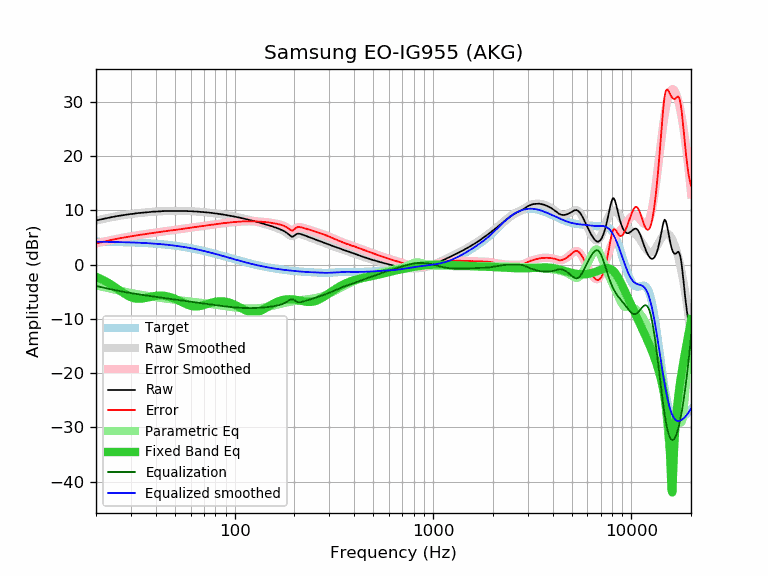 Samsung EO-IG955 (AKG)
Amplitude (dBr)
30
20
10
0
−10
−20
−30
−40
Target
Raw Smoothed
Error Smoothed
Raw
Error
Parametric Eq
Fixed Band Eq
Equalization
Equalized smoothed
100
1000
10000
Frequency (Hz)